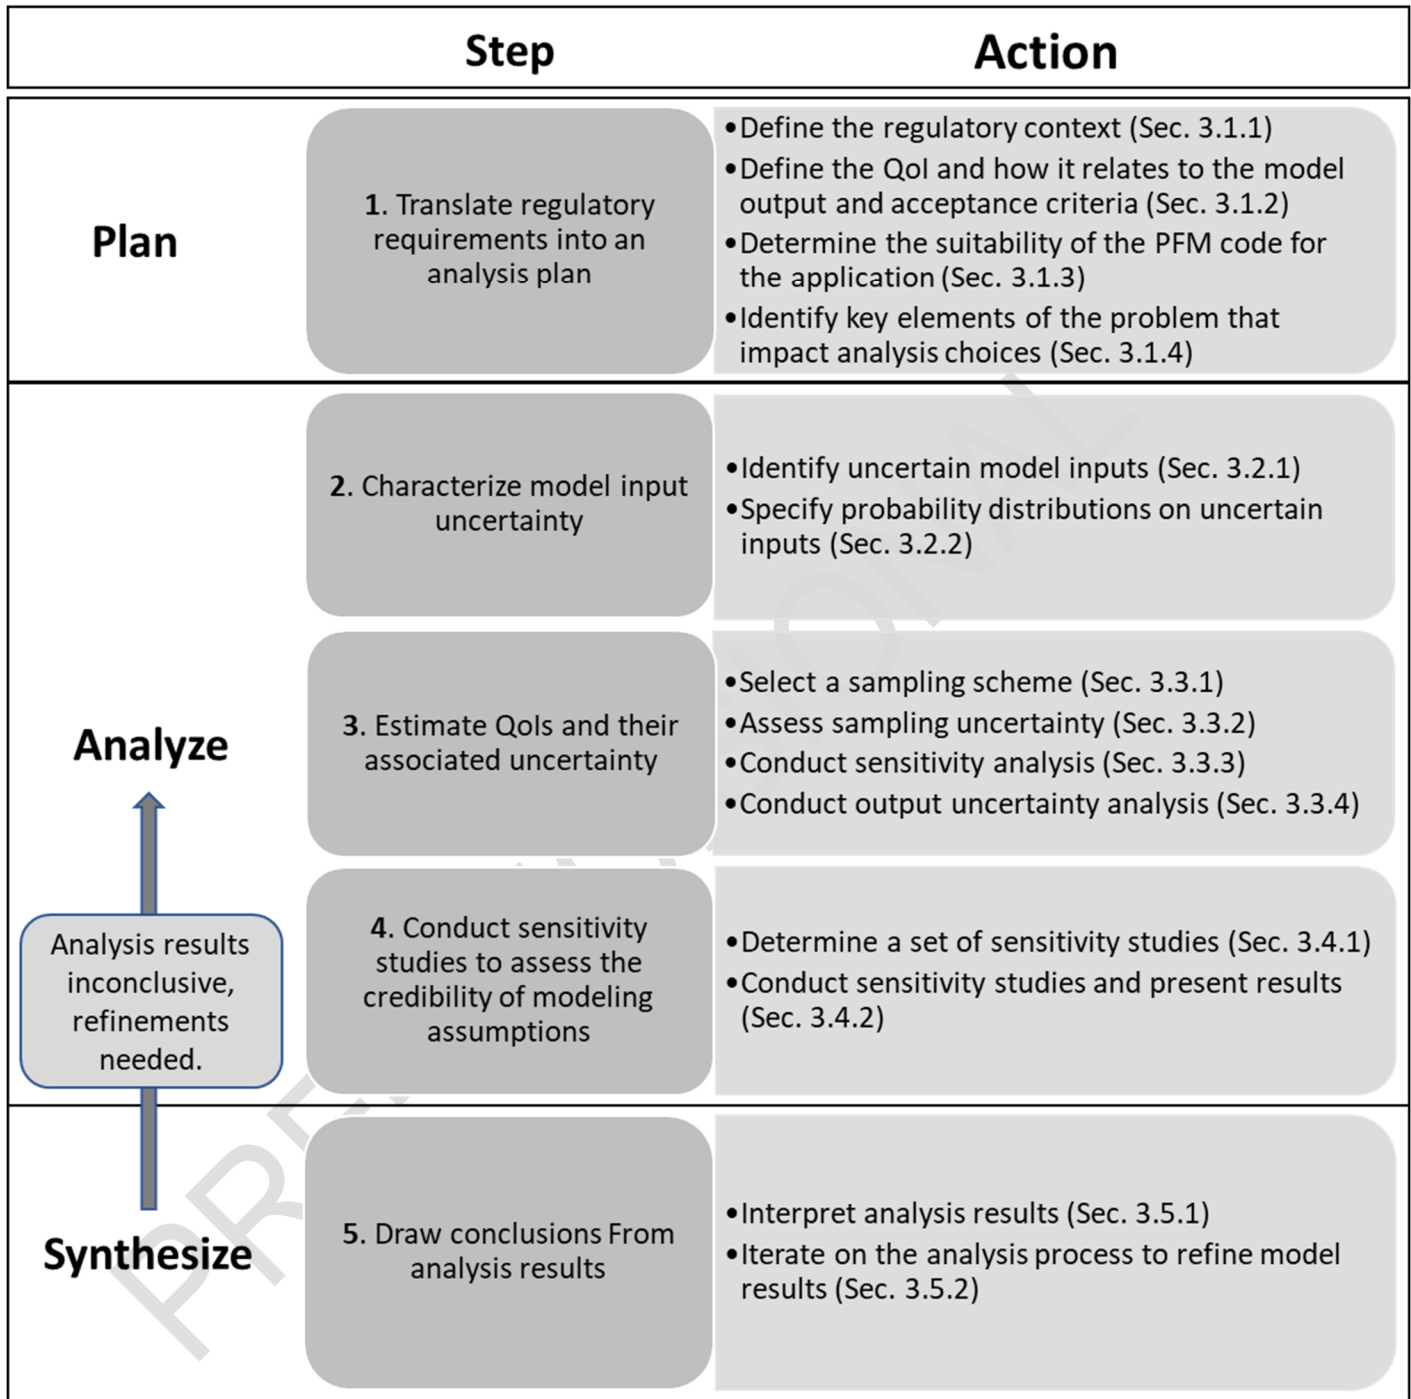 Step
Action
Plan
1. Translate regulatory
requirements into an
analysis plan
•Define the regulatory context (Sec. 3.1.1)
•Define the QoI and how it relates to the model
output and acceptance criteria (Sec. 3.1.2)
•Determine the suitability of the PFM code for
the application (Sec. 3.1.3)
•Identify key elements of the problem that
impact analysis choices (Sec. 3.1.4)
Analyze
2. Characterize model input
uncertainty
•Identify uncertain model inputs (Sec. 3.2.1)
•Specify probability distributions on uncertain
inputs (Sec. 3.2.2)
3. Estimate QoIs and their
associated uncertainty
•Select a sampling scheme (Sec. 3.3.1)
•Assess sampling uncertainty (Sec. 3.3.2)
•Conduct sensitivity analysis (Sec. 3.3.3)
•Conduct output uncertainty analysis (Sec. 3.3.4)
Analysis results
inconclusive,
refinements
needed.
4. Conduct sensitivity
studies to assess the
credibility of modeling
assumptions
•Determine a set of sensitivity studies (Sec. 3.4.1)
•Conduct sensitivity studies and present results
(Sec. 3.4.2)
Synthesize
5. Draw conclusions From
analysis results
•Interpret analysis results (Sec. 3.5.1)
•Iterate on the analysis process to refine model
results (Sec. 3.5.2)